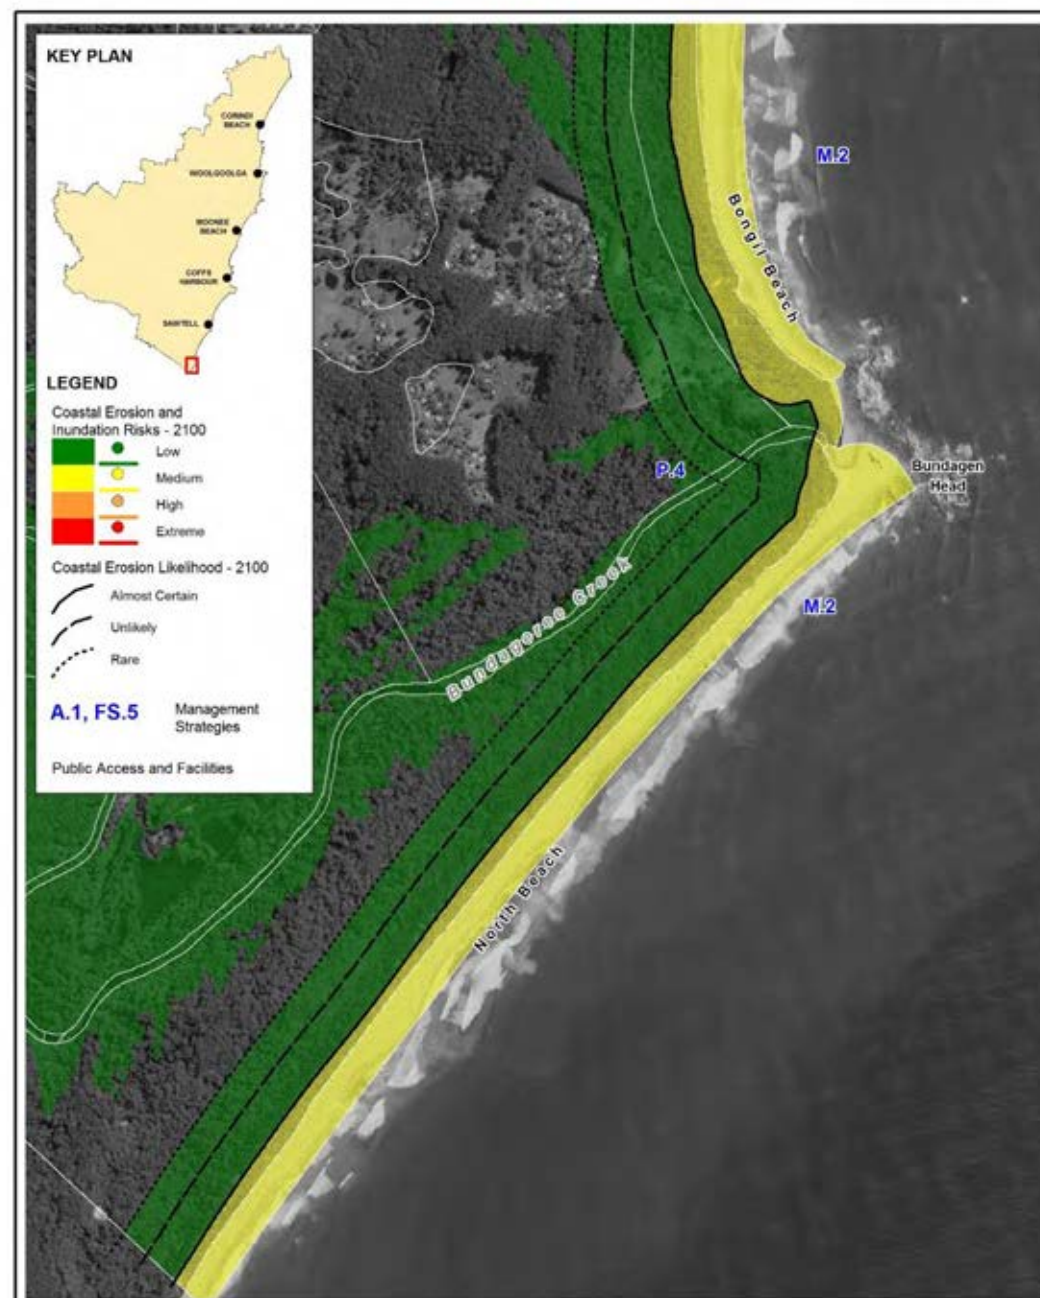 KEY PLAN
CORINDI
BEACH
WOOLGOOLGA
MOONEE
BEACH
COFFS
HARBOUR
SAWTELL
LEGEND
Coastal Erosion and
Inundation Risks - 2100
Low
Medium
High
Extreme
Coastal Erosion Likelihood - 2100
Almost Certain
Unlikely
Rare
A.1, FS.5
Management
Strategies
Public Access and Facilities
M.2
Bongil Beach
Bundagen
Head
P.4
M.2
Bundageree Creek
North Beach